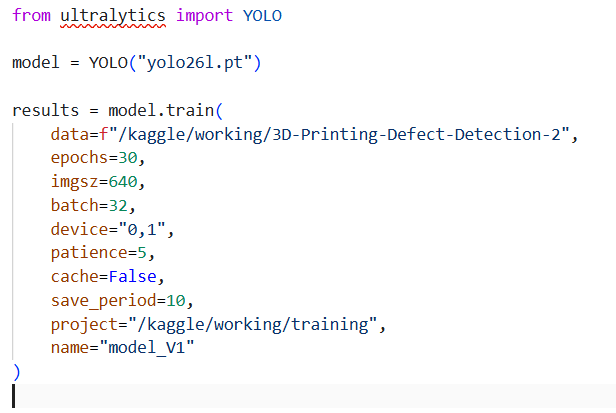 from ultralytics import YOLO
model = YOLO("yolo26l.pt")
results = model.train(
    data=f"/kaggle/working/3D-Printing-Defect-Detection-2",
    epochs=30,
    imgsz=640,
    batch=32,
    device="0,1",
    patience=5,
    cache=False,
    save_period=10,
    project="/kaggle/working/training",
    name="model_V1"
)